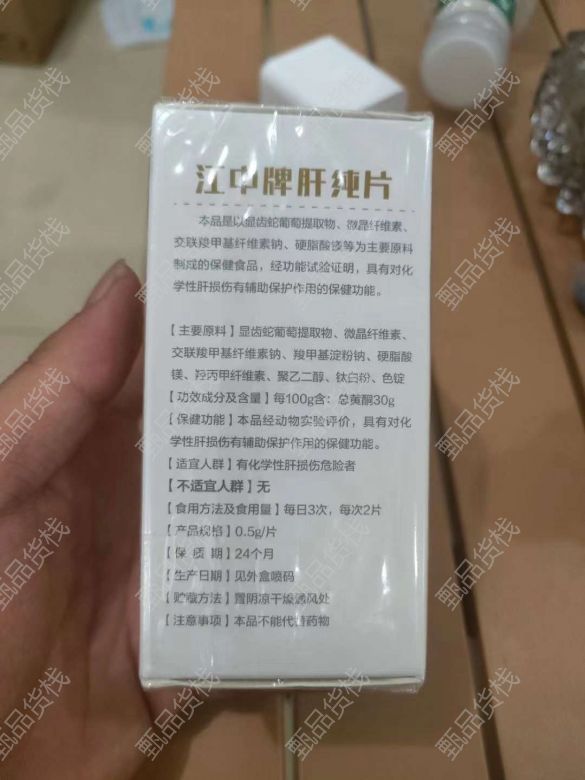 江中牌肝纯片
本品是以显齿蛇葡萄提取物、微晶纤维素、
交联羧甲基纤维素钠、硬脂酸镁等为主要原料
制成的保健食品，经功能试验证明，具有对化
学性肝损伤有辅助保护作用的保健功能。
【主要原料】显齿蛇葡萄提取物、微晶纤维素、
交联羧甲基纤维素钠、羧甲基淀粉钠、硬脂酸
镁、羟丙甲纤维素、聚乙二醇、钛白粉、色锭
【功效成分及含量】每100g含：总黄酮30g
【保健功能】本品经动物实验评价，具有对化
学性肝损伤有辅助保护作用的保健功能。
【适宜人群】有化学性肝损伤危险者
【不适宜人群】无
【食用方法及食用量】每日3次，每次2片
【产品规格】0.5g/片
【保 质 期】24个月
【生产日期】见外盒喷码
【贮藏方法】置阴凉干燥通风处
【注意事项】本品不能代替药物
甄品货栈